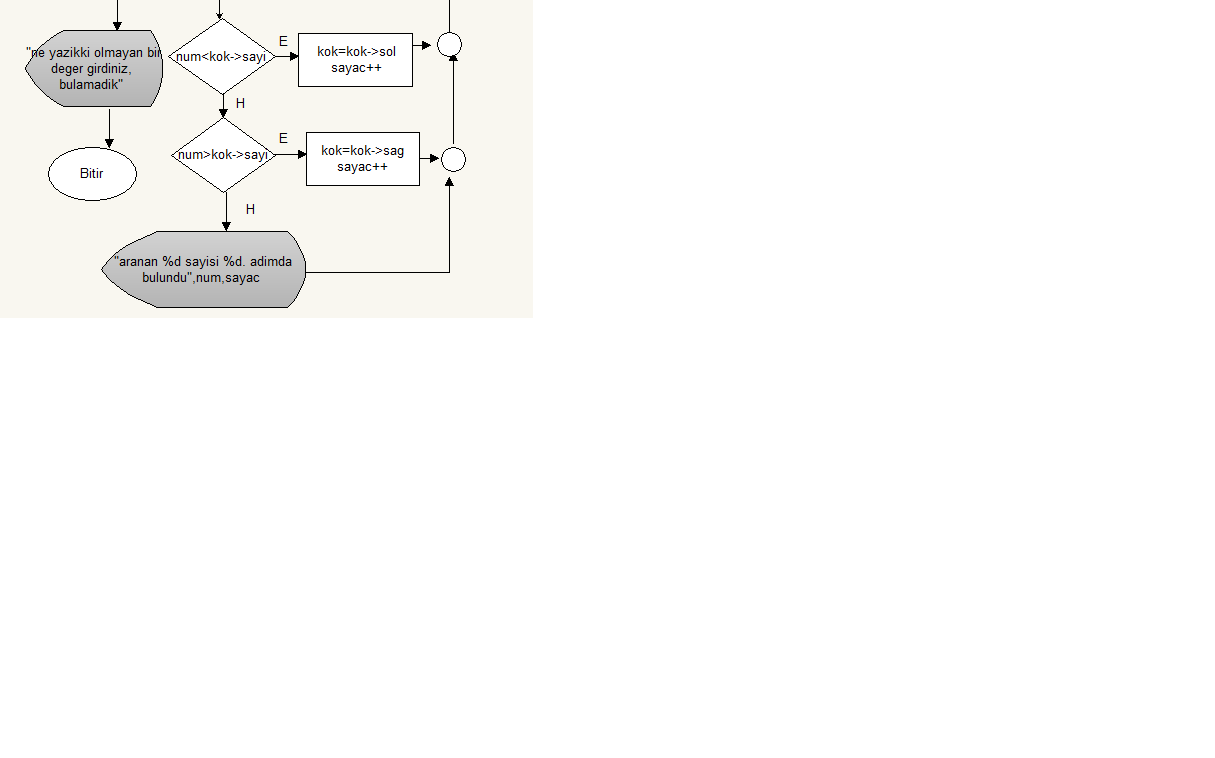 "ne yazikki olmayan bir
deger girdiniz,
bulamadik"
num<kok->sayi
E
kok=kok->sol
sayac++
H
num>kok->sayi
E
kok=kok->sag
sayac++
Bitir
H
"aranan %d sayisi %d. adimda
bulundu",num,sayac